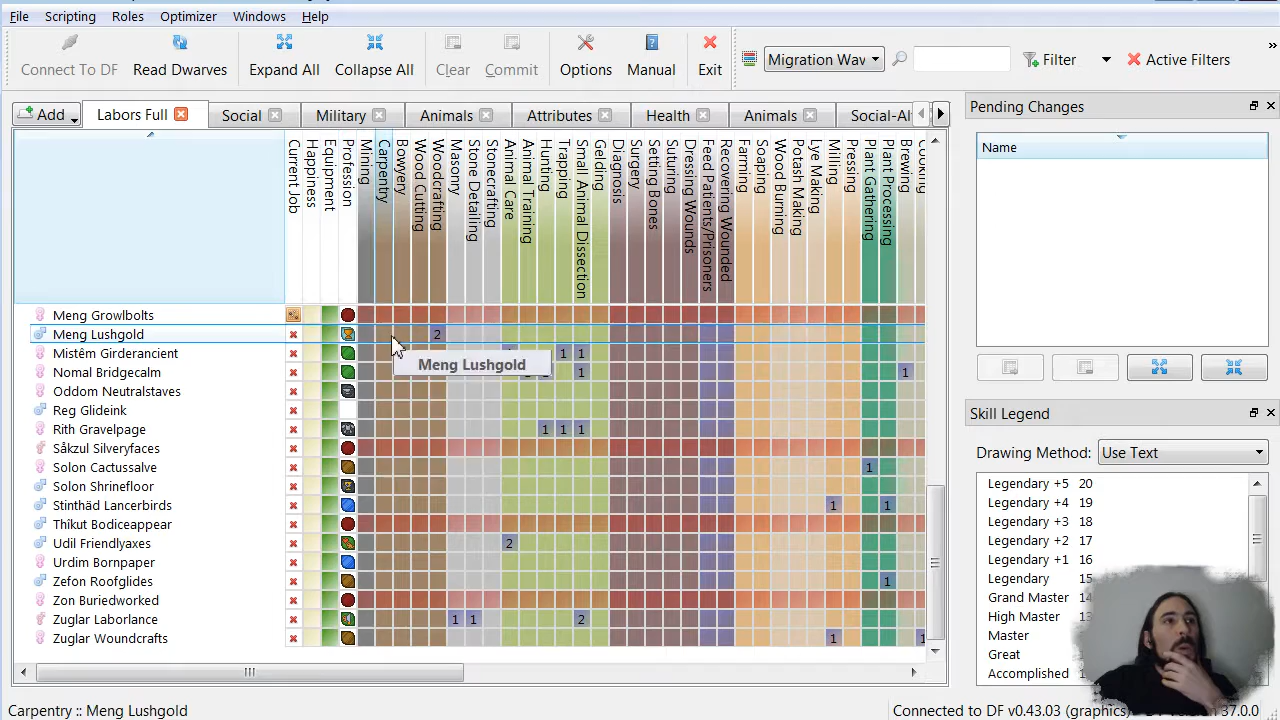 File Scripting Roles Optimizer Windows Help
Connect To DF Read Dwarves Expand All Collapse All Clear Commit Options Manual Exit Migration Wav Filter Active Filters
Add Labors Full Social Military Animals Attributes Health Animals Social-Al
Current Job
Happiness
Equipment
Profession
Mining
Carpentry
Bowyery
Wood Cutting
Woodcrafting
Masonry
Stone Detailing
Stonecrafting
Animal Care
Animal Training
Hunting
Trapping
Small Animal Dissection
Gelding
Diagnosis
Surgery
Setting Bones
Suturing
Dressing Wounds
Feed Patients/Prisoners
Recovering Wounded
Farming
Soaping
Wood Burning
Potash Making
Lye Making
Milling
Pressing
Plant Gathering
Plant Processing
Brewing
Meng Growlbolts
Meng Lushgold 2
Mistêm Girderancient 1 1
Meng Lushgold
Nomal Bridgecalm 1 1
Oddom Neutralstaves
Reg Glideink
Rith Gravelpage 1 1 1
Såkzul Silveryfaces
Solon Cactussalve 1
Solon Shrinefloor
Stinthäd Lancerbirds 1 1
Thikut Bodiceappear
Udil Friendlyaxes 2
Urdim Bornpaper
Zefon Roofglides 1
Zon Buriedworked
Zuglar Laborlance 1 1 2
Zuglar Woundcrafts 1 1
Carpentry :: Meng Lushgold
Pending Changes
Name
Skill Legend
Drawing Method: Use Text
Legendary +5 20
Legendary +4 19
Legendary +3 18
Legendary +2 17
Legendary +1 16
Legendary 15
Grand Master 14
High Master
Master
Great
Accomplished
Connected to DF v0.43.03 (graphics)
37.0.0